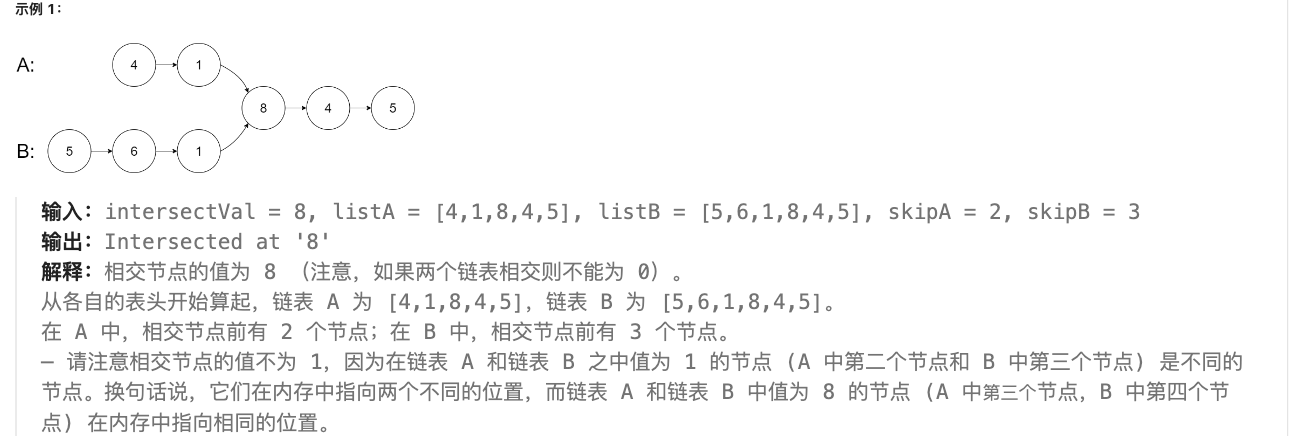 示例 1：
A: 4 1
8 4 5
B: 5 6 1
输入：intersectVal = 8, listA = [4,1,8,4,5], listB = [5,6,1,8,4,5], skipA = 2, skipB = 3
输出：Intersected at '8'
解释：相交节点的值为 8 （注意，如果两个链表相交则不能为 0）。
从各自的表头开始算起，链表 A 为 [4,1,8,4,5]，链表 B 为 [5,6,1,8,4,5]。
在 A 中，相交节点前有 2 个节点；在 B 中，相交节点前有 3 个节点。
— 请注意相交节点的值不为 1，因为在链表 A 和链表 B 之中值为 1 的节点 (A 中第二个节点和 B 中第三个节点) 是不同的
节点。换句话说，它们在内存中指向两个不同的位置，而链表 A 和链表 B 中值为 8 的节点 (A 中第三个节点，B 中第四个节
点) 在内存中指向相同的位置。